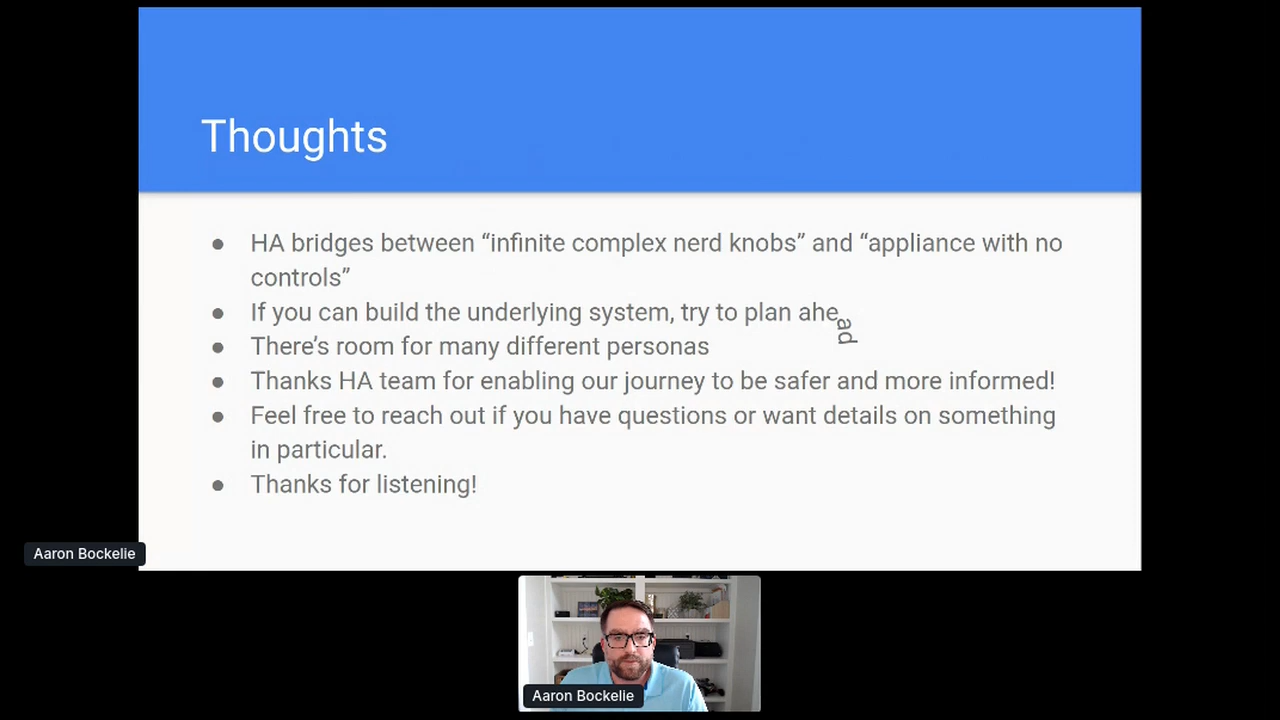 Thoughts
● HA bridges between “infinite complex nerd knobs” and “appliance with no
controls”
● If you can build the underlying system, try to plan ahead
● There’s room for many different personas
● Thanks HA team for enabling our journey to be safer and more informed!
● Feel free to reach out if you have questions or want details on something
in particular.
● Thanks for listening!
Aaron Bockelie
Aaron Bockelie